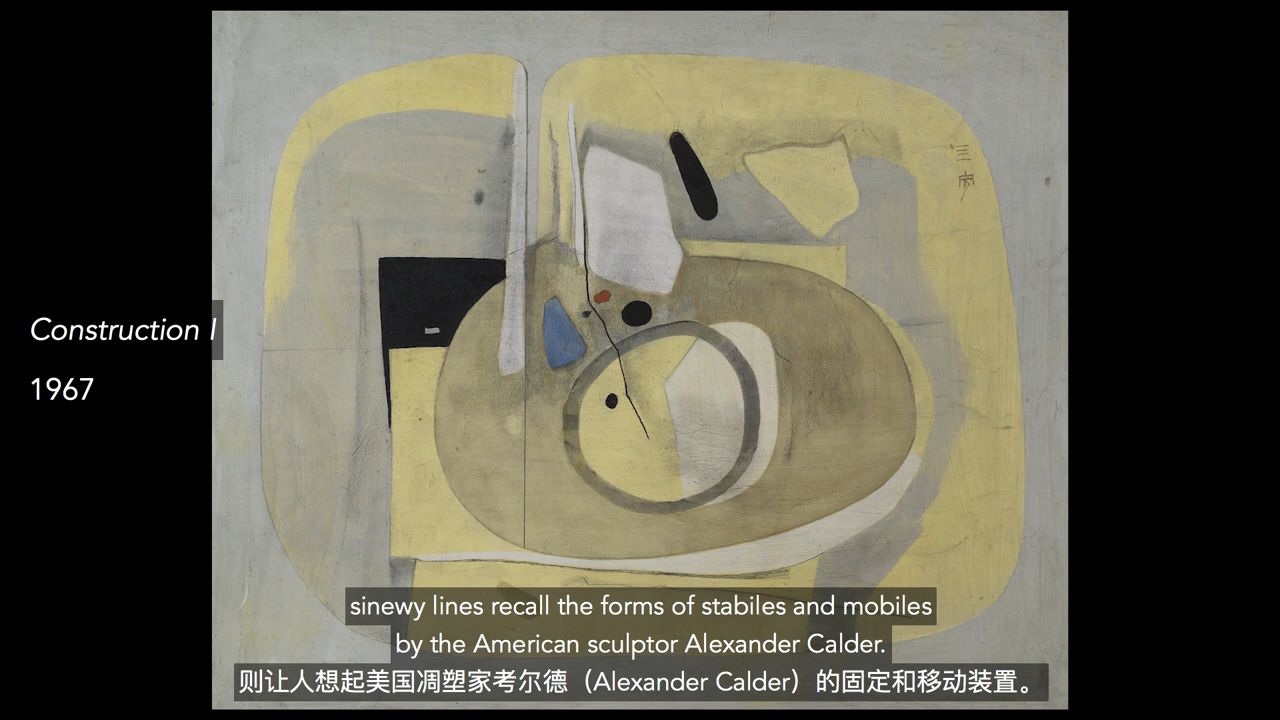 Construction I
1967
sinewy lines recall the forms of stabiles and mobiles
by the American sculptor Alexander Calder.
则让人想起美国凋塑家考尔德（Alexander Calder）的固定和移动装置。